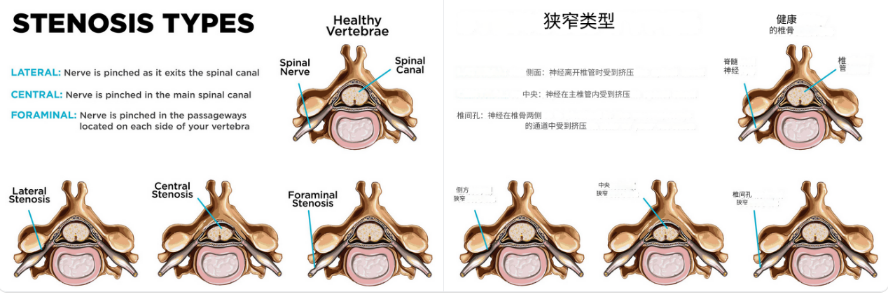 STENOSIS TYPES
LATERAL: Nerve is pinched as it exits the spinal canal
CENTRAL: Nerve is pinched in the main spinal canal
FORAMINAL: Nerve is pinched in the passageways
located on each side of your vertebra
Healthy
Vertebrae
Spinal
Nerve
Spinal
Canal
Lateral
Stenosis
Central
Stenosis
Foraminal
Stenosis
狭窄类型
侧面：神经离开椎管时受到挤压
中央：神经在主椎管内受到挤压
椎间孔：神经在椎骨两侧
的通道中受到挤压
健康
的椎骨
脊髓
神经
椎
管
侧方
狭窄
中央
狭窄
椎间孔
狭窄